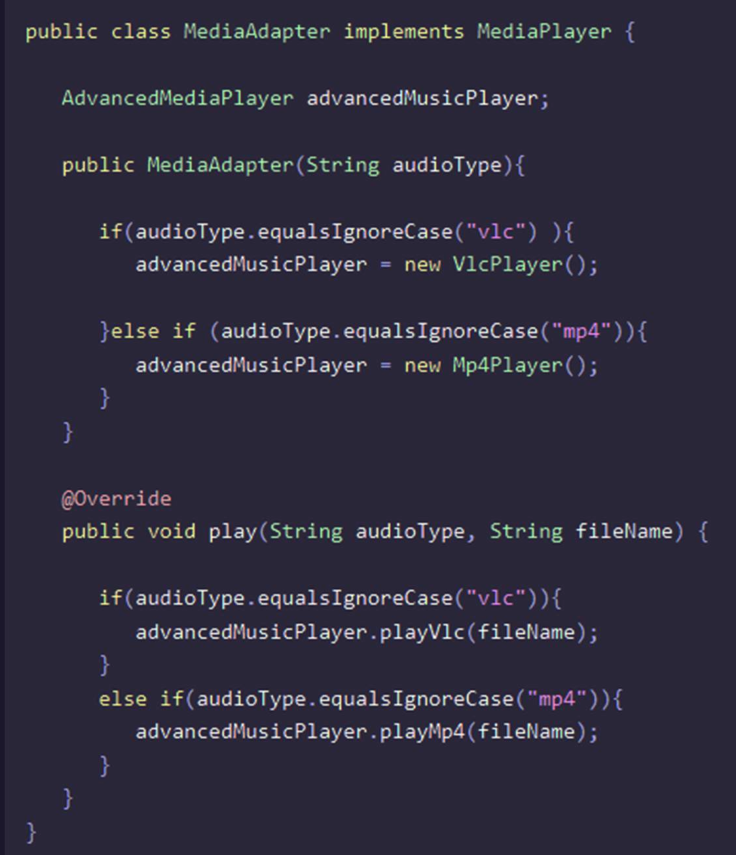 public class MediaAdapter implements MediaPlayer {
AdvancedMediaPlayer advancedMusicPlayer;
public MediaAdapter(String audioType){
if(audioType.equalsIgnoreCase("vlc") ){
advancedMusicPlayer = new VlcPlayer();
}else if (audioType.equalsIgnoreCase("mp4")){
advancedMusicPlayer = new Mp4Player();
}
}
@Override
public void play(String audioType, String fileName) {
if(audioType.equalsIgnoreCase("vlc")){
advancedMusicPlayer.playVlc(fileName);
}
else if(audioType.equalsIgnoreCase("mp4")){
advancedMusicPlayer.playMp4(fileName);
}
}
}